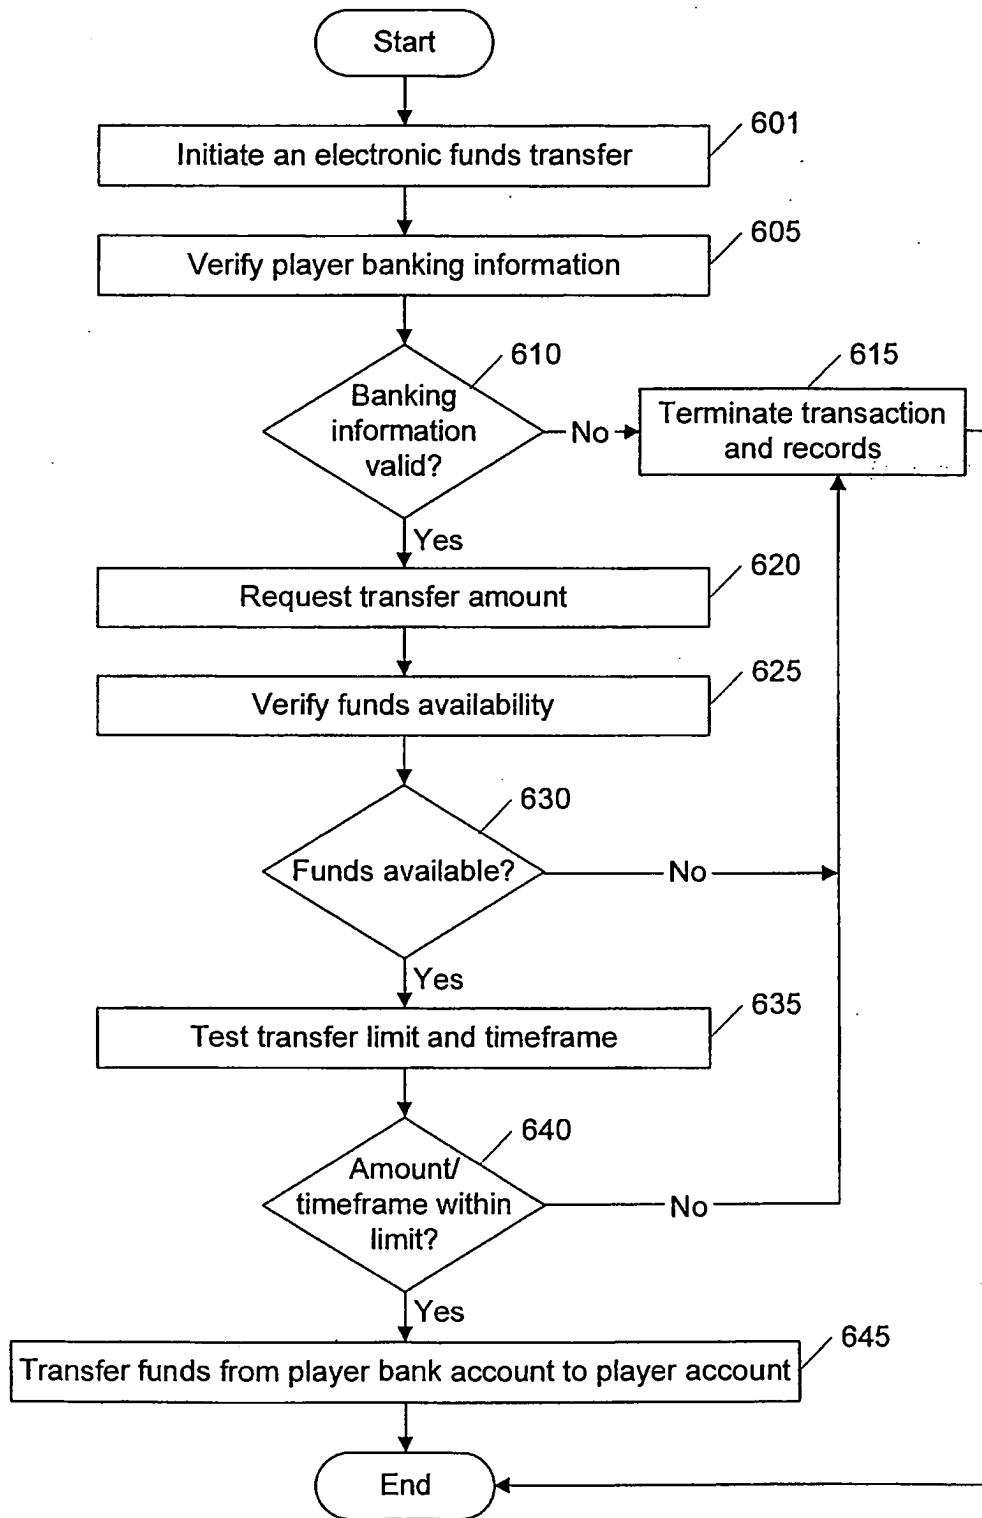 Start
601
Initiate an electronic funds transfer
605
Verify player banking information
610
615
Banking
information
valid?
No
Terminate transaction
and records
Yes
620
Request transfer amount
625
Verify funds availability
630
Funds available?
No
Yes
635
Test transfer limit and timeframe
640
Amount/
timeframe within
limit?
No
Yes
645
Transfer funds from player bank account to player account
End